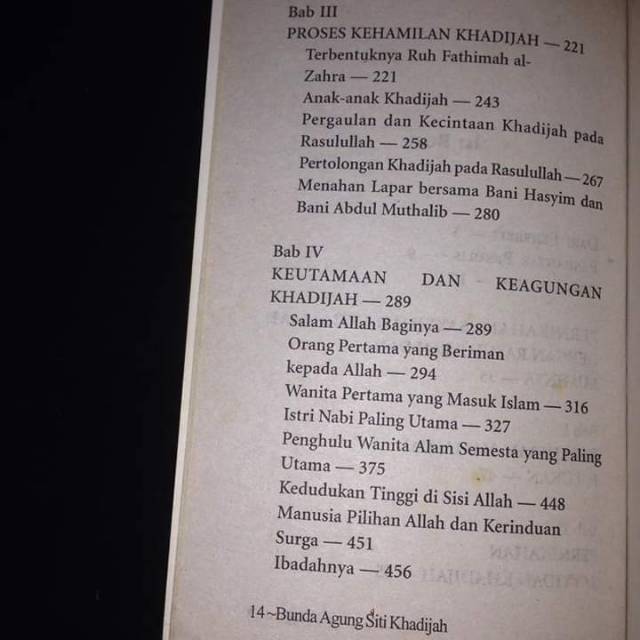 Bab III
PROSES KEHAMILAN KHADIJAH — 221
Terbentuknya Ruh Fathimah al-
Zahra — 221
Anak-anak Khadijah — 243
Pergaulan dan Kecintaan Khadijah pada
Rasulullah — 258
Pertolongan Khadijah pada Rasulullah — 267
Menahan Lapar bersama Bani Hasyim dan
Bani Abdul Muthalib — 280
Bab IV
KEUTAMAAN DAN KEAGUNGAN
KHADIJAH — 289
Salam Allah Baginya — 289
Orang Pertama yang Beriman
kepada Allah — 294
Wanita Pertama yang Masuk Islam — 316
Istri Nabi Paling Utama — 327
Penghulu Wanita Alam Semesta yang Paling
Utama — 375
Kedudukan Tinggi di Sisi Allah — 448
Manusia Pilihan Allah dan Kerinduan
Surga — 451
Ibadahnya — 456
14~Bunda Agung Siti Khadijah